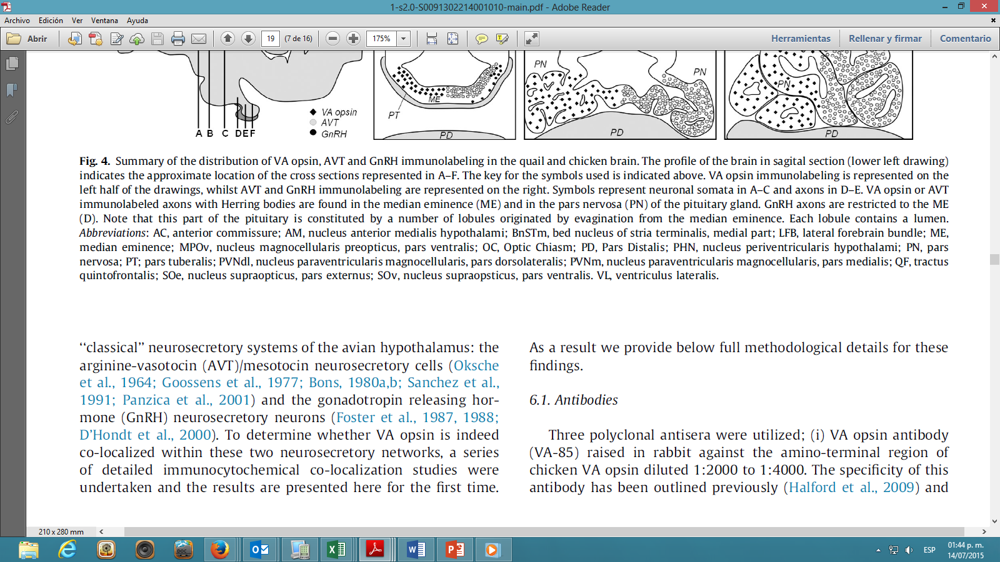 1-s2.0-S0091302214001010-main.pdf - Adobe Reader
Archivo Edición Ver Ventana Ayuda
Abrir 19 (7 de 16) 175% Herramientas Rellenar y firmar Comentario
A B C D E F
VA opsin
AVT
GnRH
ME
PT
PD
PN
PN
PD
PN
PD
Fig. 4. Summary of the distribution of VA opsin, AVT and GnRH immunolabeling in the quail and chicken brain. The profile of the brain in sagital section (lower left drawing)
indicates the approximate location of the cross sections represented in A–F. The key for the symbols used is indicated above. VA opsin immunolabeling is represented on the
left half of the drawings, whilst AVT and GnRH immunolabeling are represented on the right. Symbols represent neuronal somata in A–C and axons in D–E. VA opsin or AVT
immunolabeled axons with Herring bodies are found in the median eminence (ME) and in the pars nervosa (PN) of the pituitary gland. GnRH axons are restricted to the ME
(D). Note that this part of the pituitary is constituted by a number of lobules originated by evagination from the median eminence. Each lobule contains a lumen.
Abbreviations: AC, anterior commissure; AM, nucleus anterior medialis hypothalami; BnSTm, bed nucleus of stria terminalis, medial part; LFB, lateral forebrain bundle; ME,
median eminence; MPOv, nucleus magnocellularis preopticus, pars ventralis; OC, Optic Chiasm; PD, Pars Distalis; PHN, nucleus periventricularis hypothalami; PN, pars
nervosa; PT; pars tuberalis; PVNdl, nucleus paraventricularis magnocellularis, pars dorsolateralis; PVNm, nucleus paraventricularis magnocellularis, pars medialis; QF, tractus
quintofrontalis; SOe, nucleus supraopticus, pars externus; SOv, nucleus supraopsticus, pars ventralis. VL, ventriculus lateralis.
‘‘classical’’ neurosecretory systems of the avian hypothalamus: the
arginine-vasotocin (AVT)/mesotocin neurosecretory cells (Oksche
et al., 1964; Goossens et al., 1977; Bons, 1980a,b; Sanchez et al.,
1991; Panzica et al., 2001) and the gonadotropin releasing hor-
mone (GnRH) neurosecretory neurons (Foster et al., 1987, 1988;
D’Hondt et al., 2000). To determine whether VA opsin is indeed
co-localized within these two neurosecretory networks, a series
of detailed immunocytochemical co-localization studies were
undertaken and the results are presented here for the first time.
As a result we provide below full methodological details for these
findings.
6.1. Antibodies
Three polyclonal antisera were utilized; (i) VA opsin antibody
(VA-85) raised in rabbit against the amino-terminal region of
chicken VA opsin diluted 1:2000 to 1:4000. The specificity of this
antibody has been outlined previously (Halford et al., 2009) and
210 x 280 mm
ESP
01:44 p. m.
14/07/2015